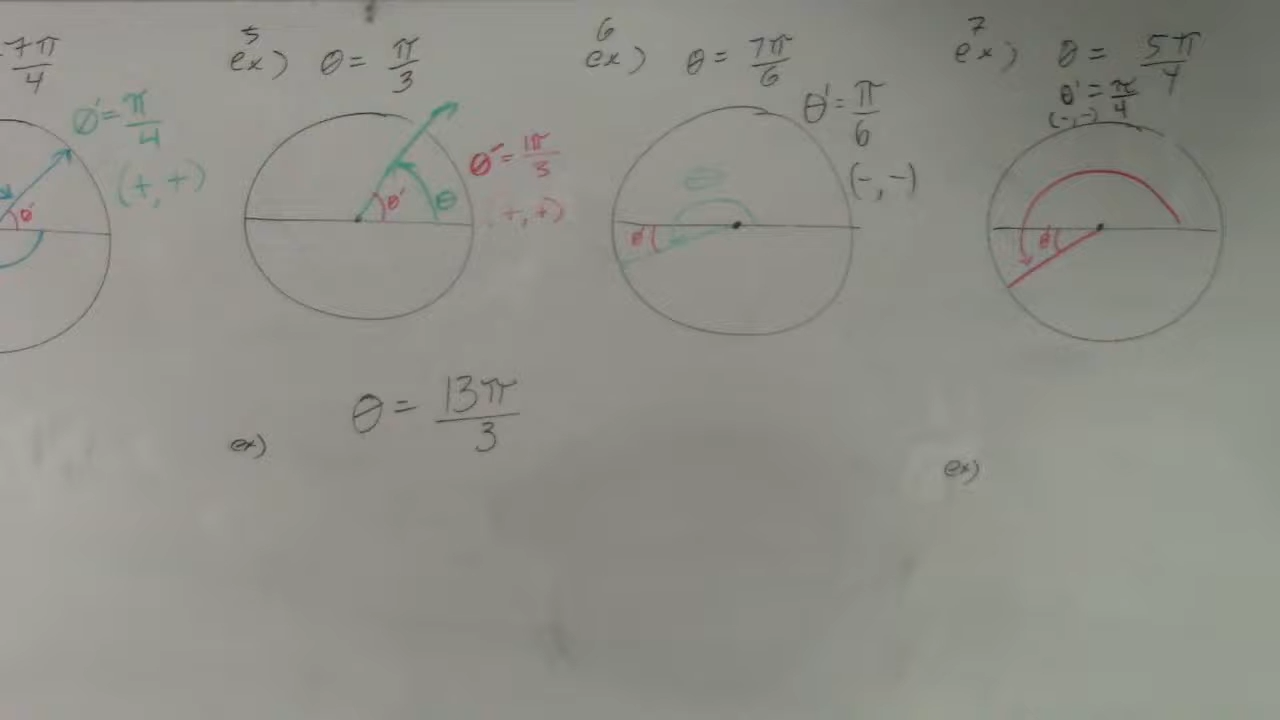 -7π/4
θ' = π/4
(+,+)
θ'
5
ex) θ = π/3
θ' = 1π/3
+,+)
θ'
θ
6
ex) θ = 7π/6
θ' = π/6
(-,-)
θ
θ'
7
ex) θ = 5π/4
θ' = π/4
(-,-)
θ'
ex) θ = 13π/3
ex)